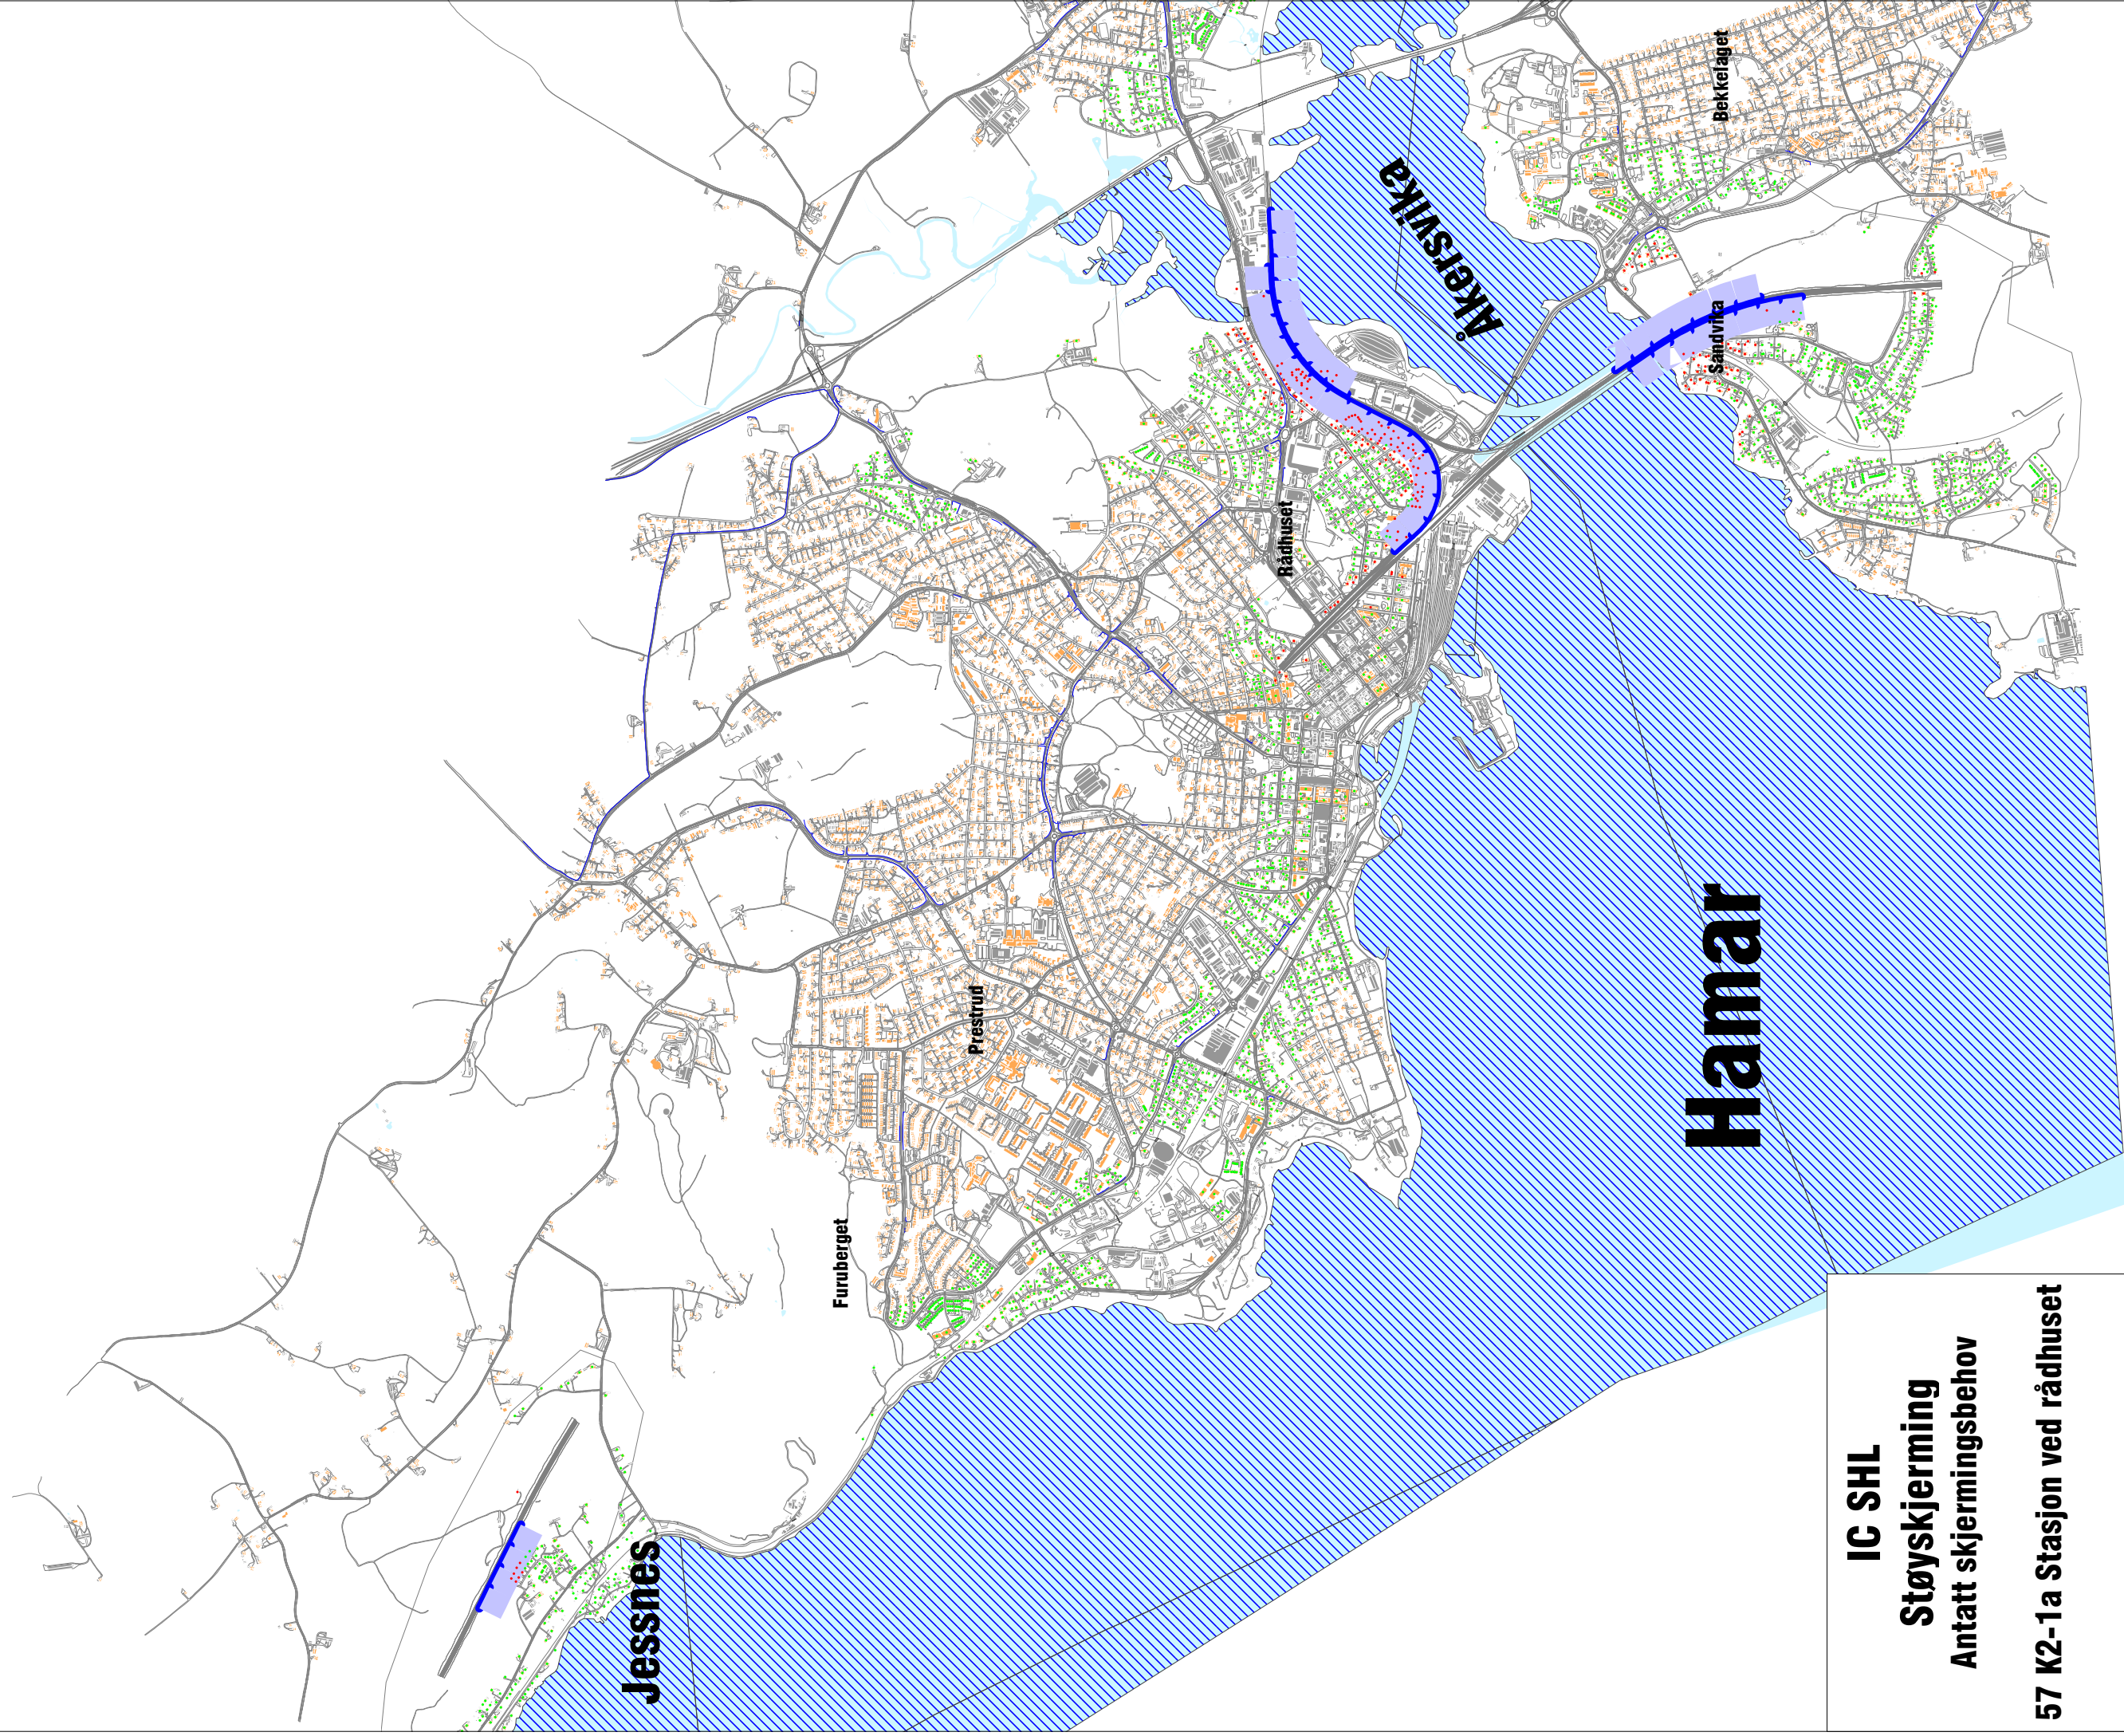 Bekkelaget
Åkersvika
Sandvika
Rådhuset
Hamar
Prestrud
Furuberget
Jessnes
IC SHL
Støyskjerming
Antatt skjermingsbehov
57 K2-1a Stasjon ved rådhuset